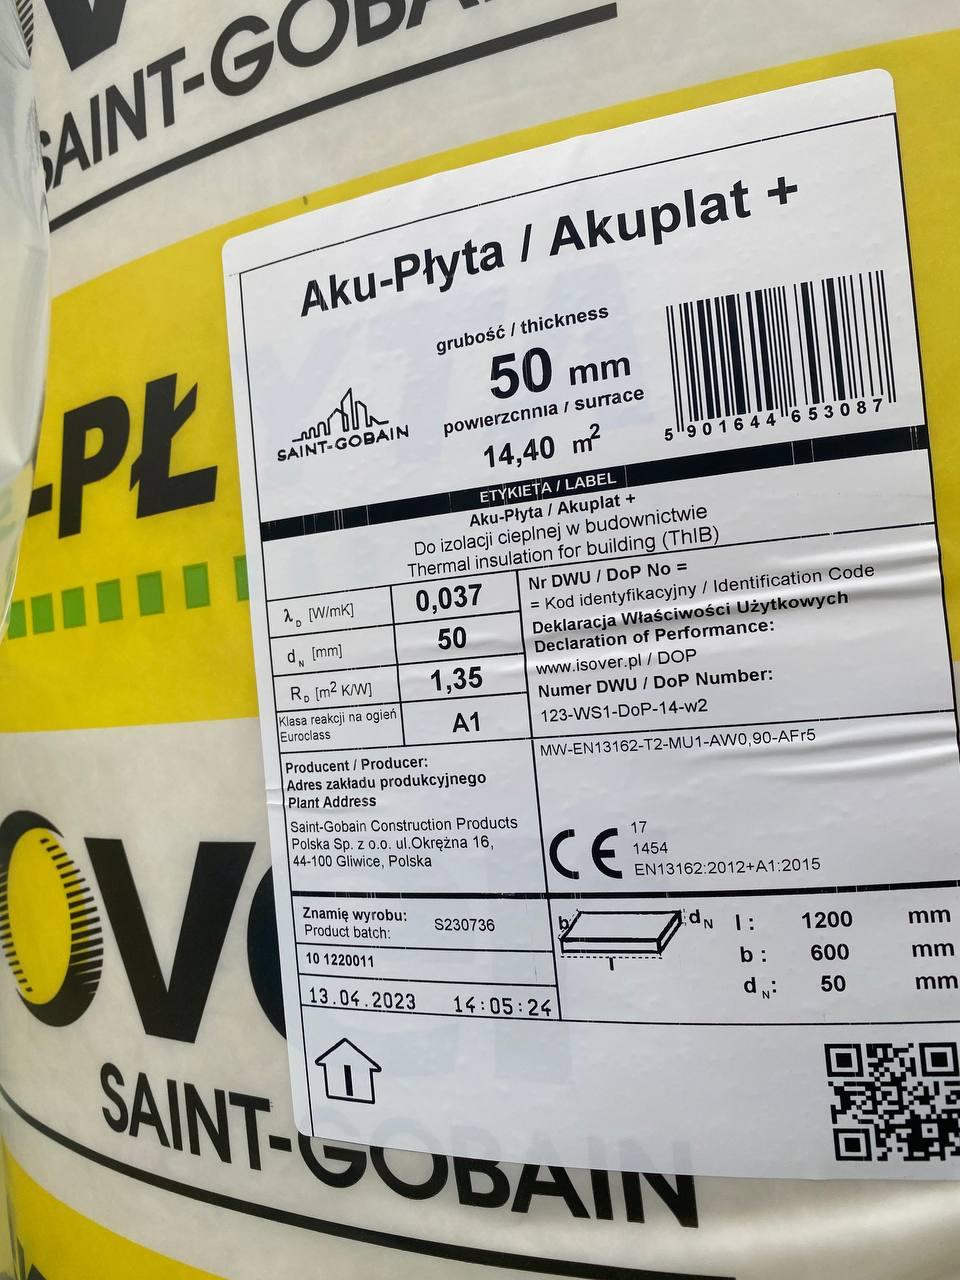 SAINT-GOBAIN
Aku-Płyta / Akuplat +
grubość / thickness
50 mm
powierzcnnia / surrace
14,40 m²
SAINT-GOBAIN
5 901644 653087
-PŁ
ETYKIETA / LABEL
Aku-Płyta / Akuplat +
Do izolacji cieplnej w budownictwie
Thermal insulation for building (ThIB)
λD [W/mK] 0,037
dN [mm] 50
RD [m² K/W] 1,35
Klasa reakcji na ogień
Euroclass
A1
Nr DWU / DoP No =
= Kod identyfikacyjny / Identification Code
Deklaracja Właściwości Użytkowych
Declaration of Performance:
www.isover.pl / DOP
Numer DWU / DoP Number:
123-WS1-DoP-14-w2
MW-EN13162-T2-MU1-AW0,90-AFr5
Producent / Producer:
Adres zakładu produkcyjnego
Plant Address
Saint-Gobain Construction Products
Polska Sp. z o.o. ul.Okrężna 16,
44-100 Gliwice, Polska
CE
17
1454
EN13162:2012+A1:2015
Znamię wyrobu:
Product batch:
S230736
10 1220011
13.04.2023 14:05:24
b dN
l
l: 1200 mm
b: 600 mm
dN: 50 mm
I
OVE
SAINT-GOBAIN